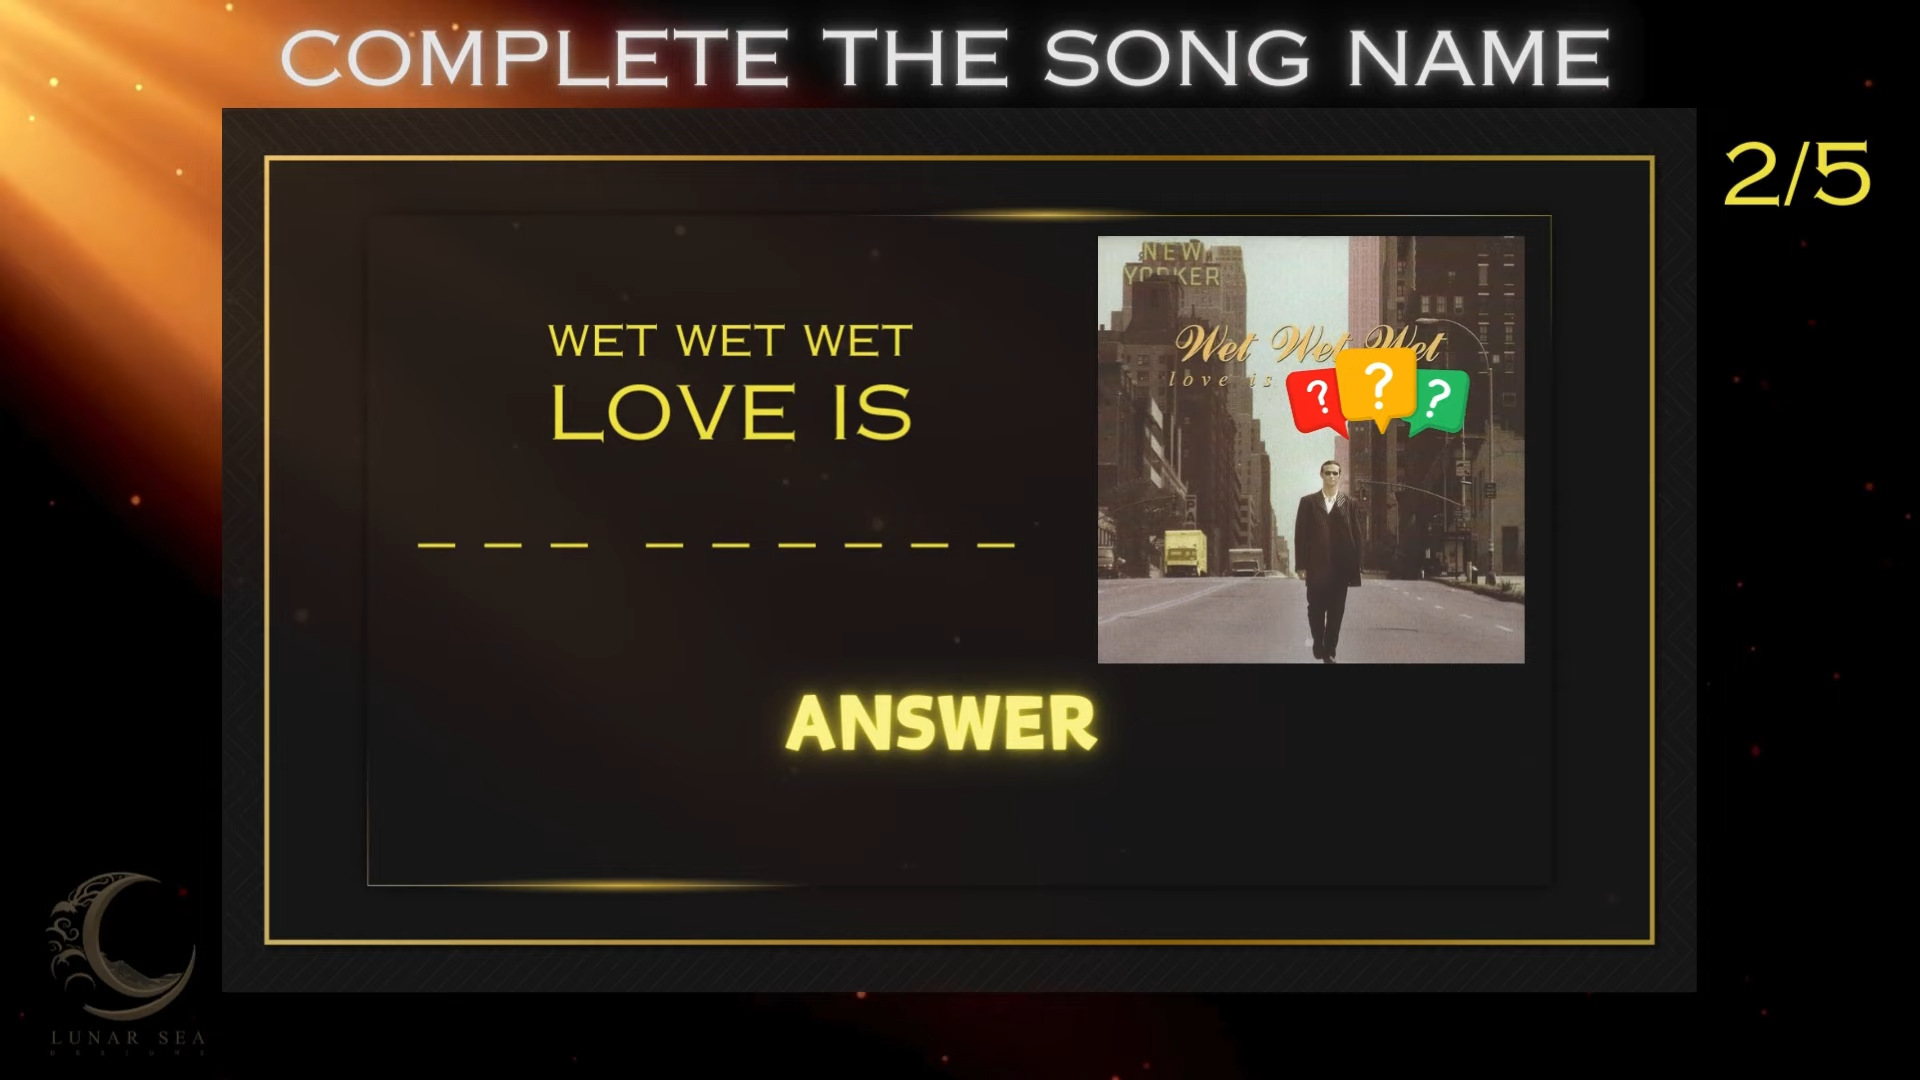 COMPLETE THE SONG NAME
2/5
WET WET WET
LOVE IS
_ _ _ _ _ _ _ _ _
NEW
YORKER
Wet Wet Wet
love is
? ? ?
ANSWER
LUNAR SEA
DESIGNS